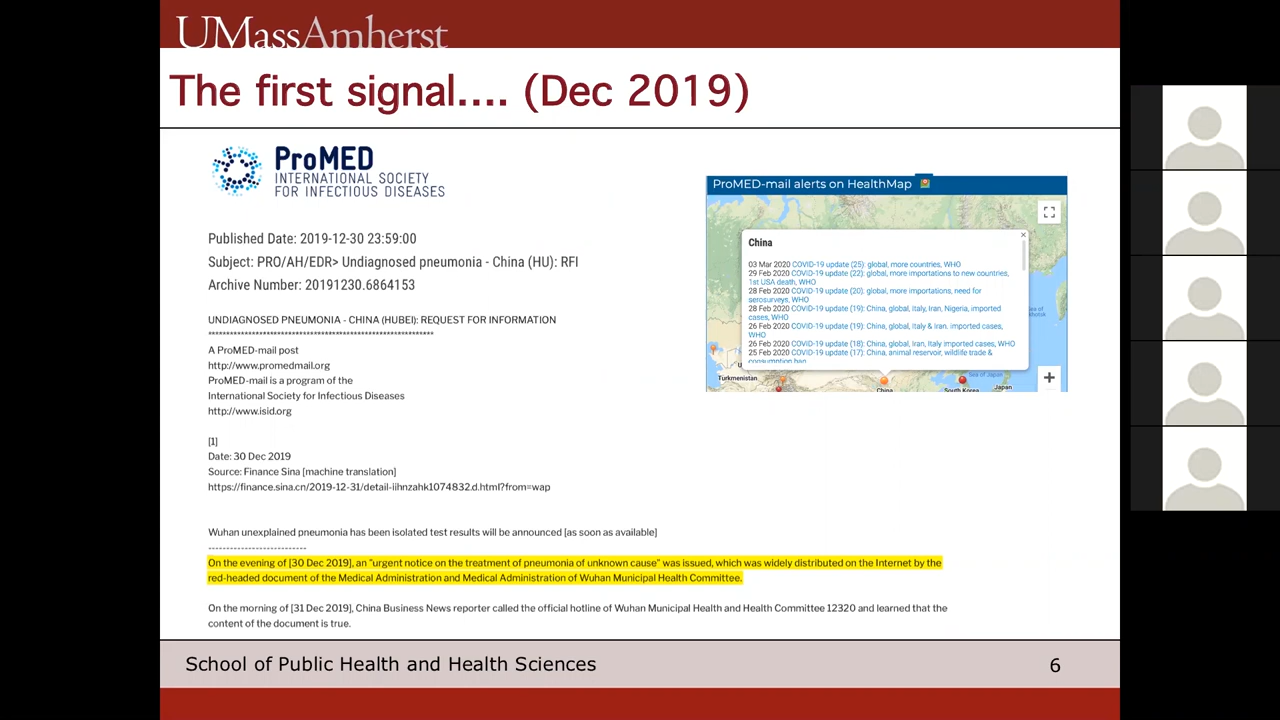 UMassAmherst
The first signal.... (Dec 2019)
ProMED
INTERNATIONAL SOCIETY
FOR INFECTIOUS DISEASES
Published Date: 2019-12-30 23:59:00
Subject: PRO/AH/EDR> Undiagnosed pneumonia - China (HU): RFI
Archive Number: 20191230.6864153
UNDIAGNOSED PNEUMONIA - CHINA (HUBEI): REQUEST FOR INFORMATION
A ProMED-mail post
http://www.promedmail.org
ProMED-mail is a program of the
International Society for Infectious Diseases
http://www.isid.org
[1]
Date: 30 Dec 2019
Source: Finance Sina [machine translation]
https://finance.sina.cn/2019-12-31/detail-iihnzahk1074832.d.html?from=wap
Wuhan unexplained pneumonia has been isolated test results will be announced [as soon as available]
---------------------------
On the evening of [30 Dec 2019], an "urgent notice on the treatment of pneumonia of unknown cause" was issued, which was widely distributed on the Internet by the
red-headed document of the Medical Administration and Medical Administration of Wuhan Municipal Health Committee.
On the morning of [31 Dec 2019], China Business News reporter called the official hotline of Wuhan Municipal Health and Health Committee 12320 and learned that the
content of the document is true.
ProMED-mail alerts on HealthMap
China
03 Mar 2020 COVID-19 update (25): global, more countries, WHO
29 Feb 2020 COVID-19 update (22): global, more importations to new countries,
1st USA death, WHO
28 Feb 2020 COVID-19 update (20): global, more importations, need for
serosurveys, WHO
28 Feb 2020 COVID-19 update (19): China, global, Italy, Iran, Nigeria, imported
cases, WHO
26 Feb 2020 COVID-19 update (19): China, global, Italy & Iran. imported cases,
WHO
26 Feb 2020 COVID-19 update (18): China, global, Iran, Italy imported cases, WHO
25 Feb 2020 COVID-19 update (17): China, animal reservoir, wildlife trade &
consumption ban
Turkmenistan
China
South Korea
Sea of Japan
Japan
School of Public Health and Health Sciences
6